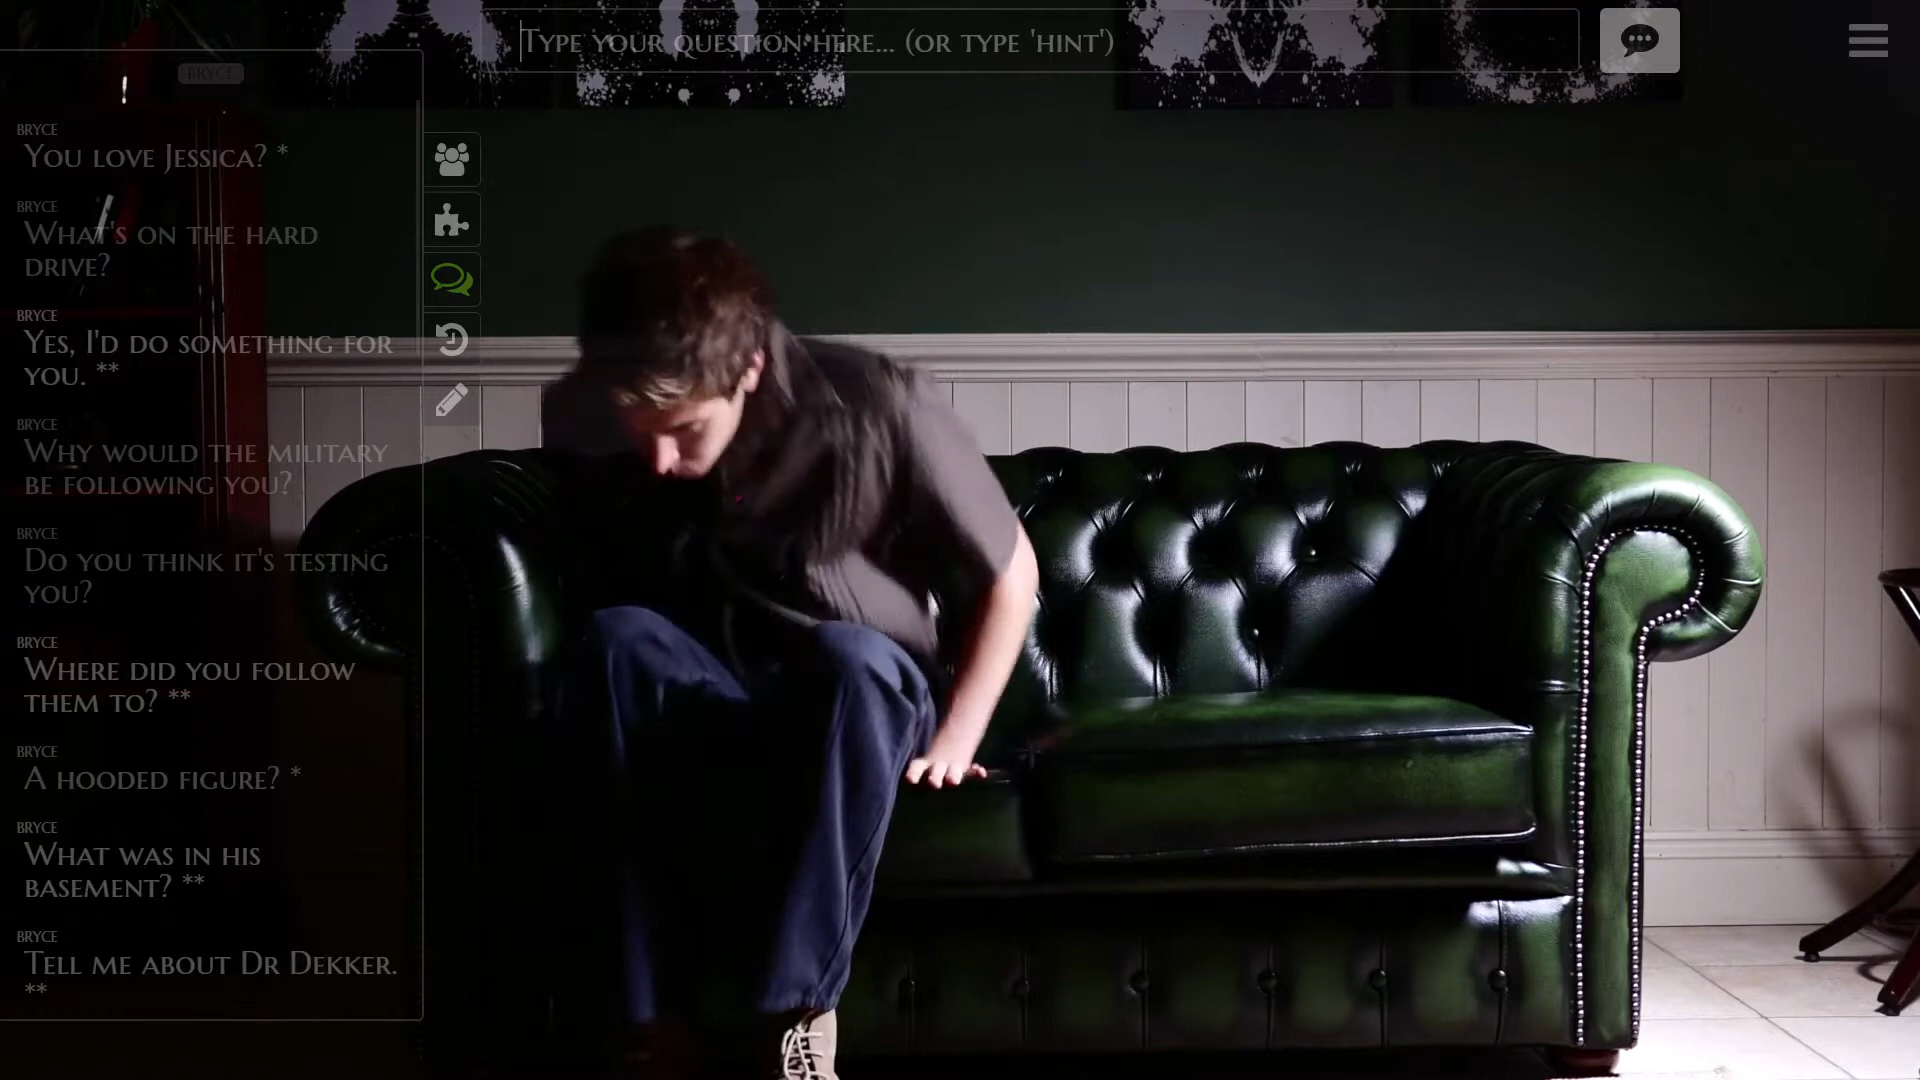 Type your question here... (or type 'hint')
BRYCE
BRYCE
You love Jessica? *
BRYCE
What's on the hard
drive?
BRYCE
Yes, I'd do something for
you. **
BRYCE
Why would the military
be following you?
BRYCE
Do you think it's testing
you?
BRYCE
Where did you follow
them to? **
BRYCE
A hooded figure? *
BRYCE
What was in his
basement? **
BRYCE
Tell me about Dr Dekker.
**